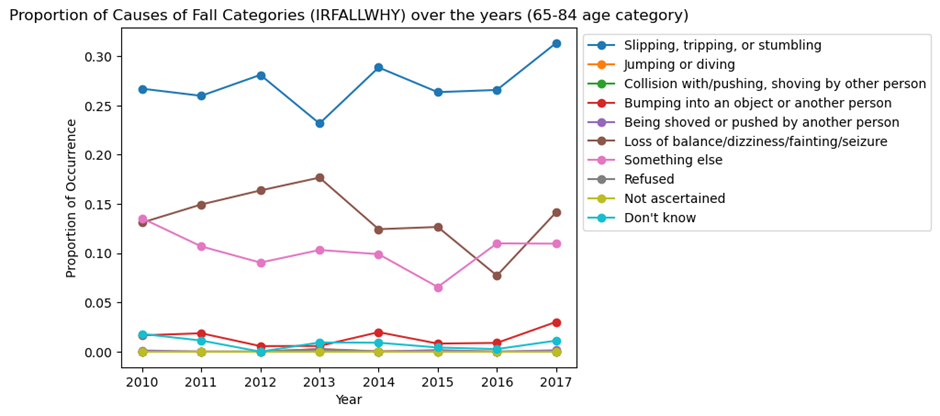 Proportion of Causes of Fall Categories (IRFALLWHY) over the years (65-84 age category)
Proportion of Occurrence
0.30
0.25
0.20
0.15
0.10
0.05
0.00
2010 2011 2012 2013 2014 2015 2016 2017
Year
Slipping, tripping, or stumbling
Jumping or diving
Collision with/pushing, shoving by other person
Bumping into an object or another person
Being shoved or pushed by another person
Loss of balance/dizziness/fainting/seizure
Something else
Refused
Not ascertained
Don't know